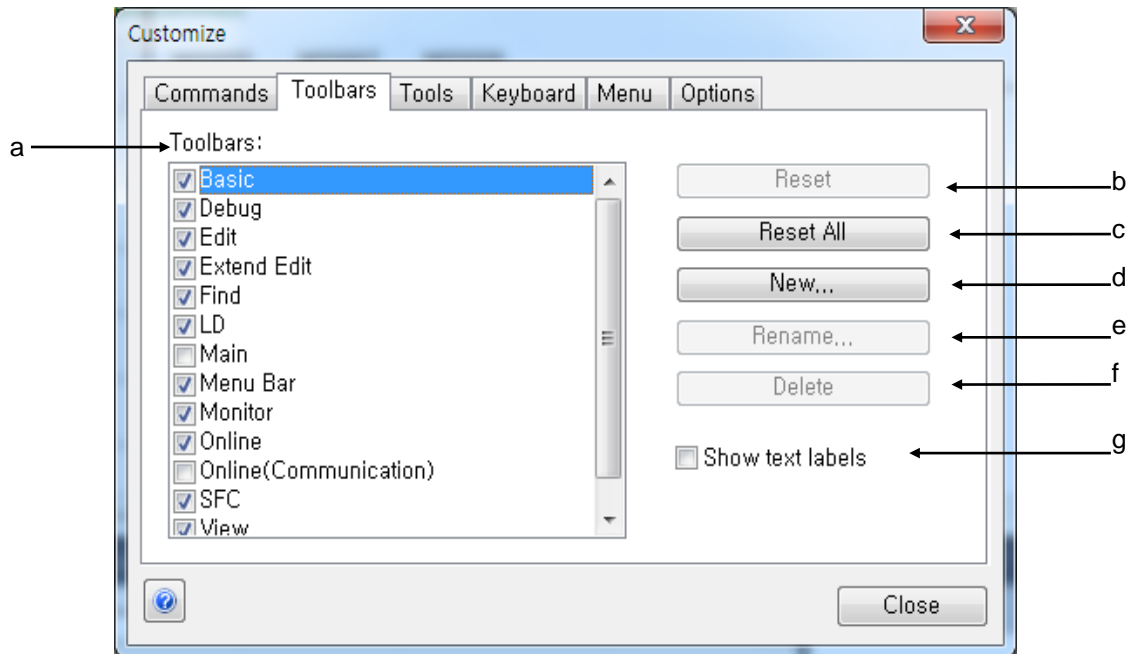 Customize
Commands Toolbars Tools Keyboard Menu Options
a
Toolbars:
Basic
Debug
Edit
Extend Edit
Find
LD
Main
Menu Bar
Monitor
Online
Online(Communication)
SFC
View
Reset
b
Reset All
c
New...
d
Rename...
e
Delete
f
Show text labels
g
Close